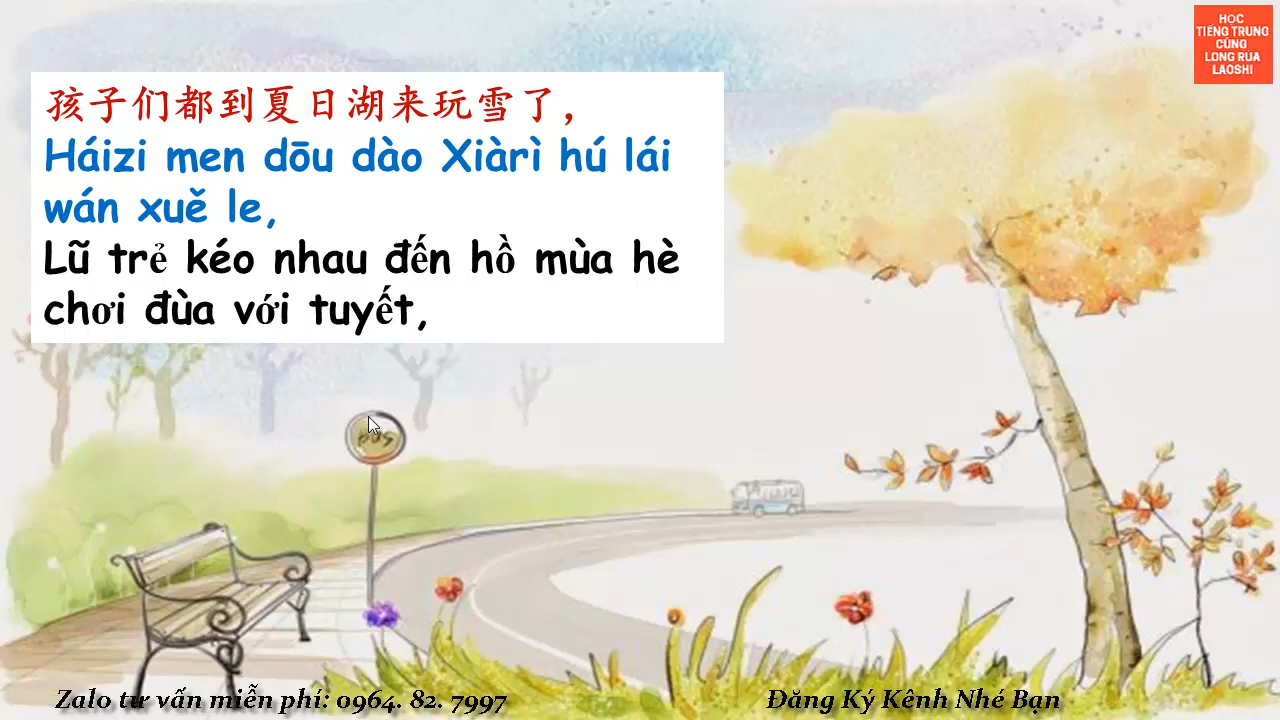 HỌC
TIẾNG TRUNG
CÙNG
LONG RÙA
LAOSHI
孩子们都到夏日湖来玩雪了，
Háizi men dōu dào Xiàrì hú lái
wán xuě le,
Lũ trẻ kéo nhau đến hồ mùa hè
chơi đùa với tuyết,
bus
Zalo tư vấn miễn phí: 0964. 82. 7997
Đăng Ký Kênh Nhé Bạn